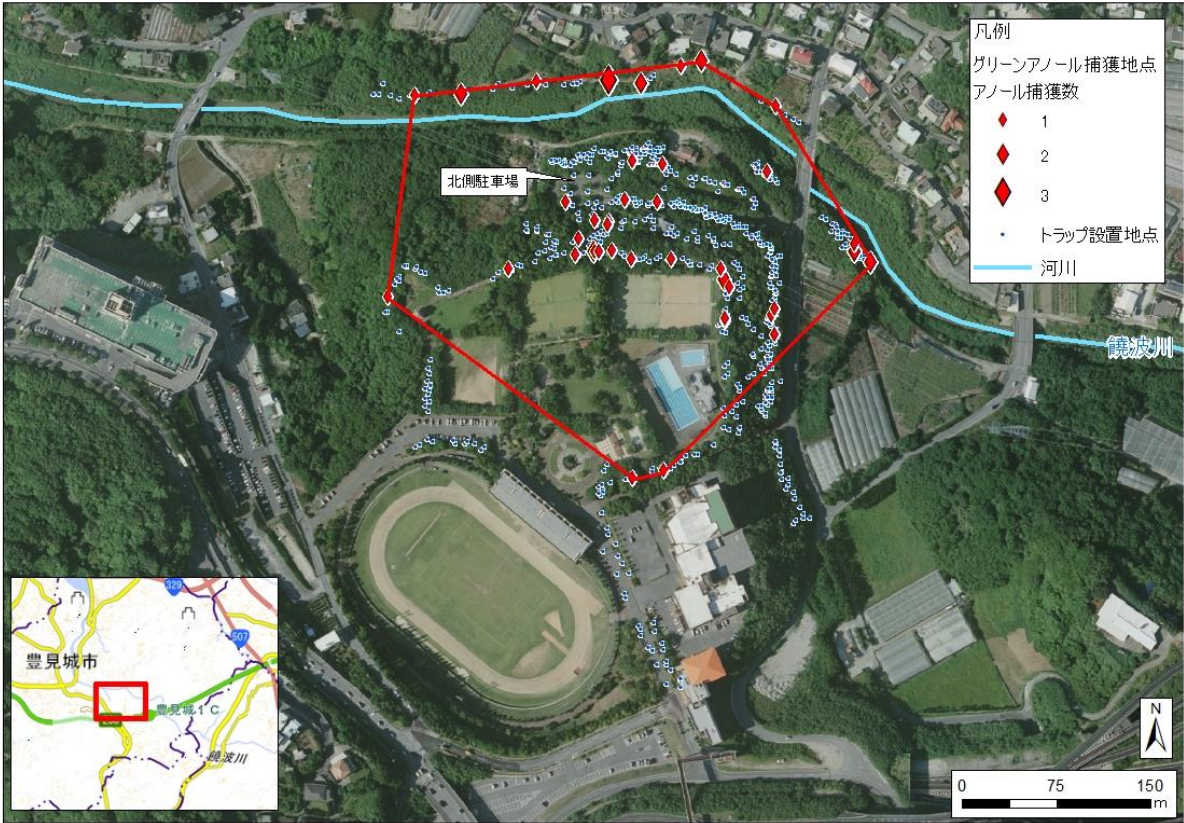 凡例
グリーンアノール捕獲地点
アノール捕獲数
1
2
3
トラップ設置地点
河川
北側駐車場
饒波川
329
507
豊見城市
豊見城IC
饒波川
N
0 75 150
m